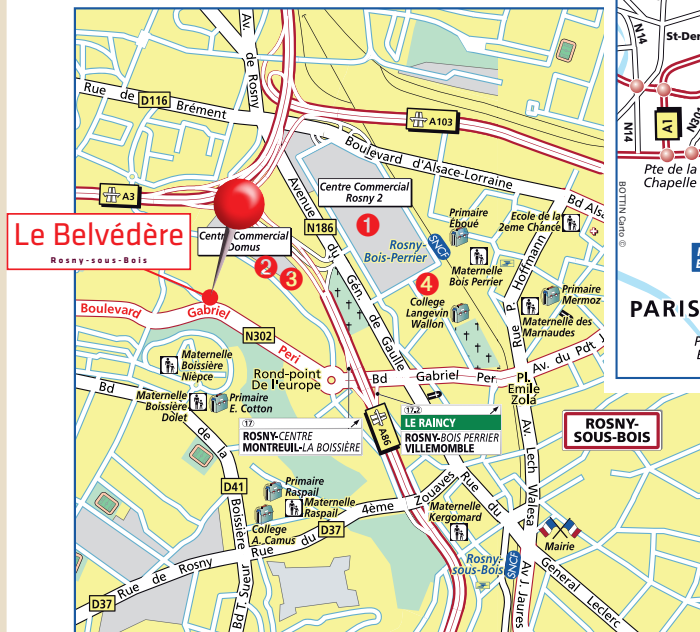 Av.
de Rosny
Rue de
D116
Brément
A103
Boulevard d'Alsace-Lorraine
Bd Als
A3
Centre Commercial
Rosny 2
1
Avenue du Gén. de Gaulle
N186
Primaire
Éboué
Ecole de la
2eme Chance
Le Belvédère
Rosny-sous-Bois
Centre Commercial
Domus
2
3
Rosny-
Bois-Perrier
SNCF
4
Maternelle
Bois Perrier
Rue P. Hoffmann
Primaire
Mermoz
College
Langevin
Wallon
Maternelle des
Marnaudes
Boulevard
Gabriel
Peri
N302
Rond-point
De l'europe
Bd
Gabriel
Per
Av. du Pdt J
Pl.
Emile
Zola
Maternelle
Boissière
Niepce
Maternelle
Boissière
Dolet
Primaire
E. Cotton
Bd
de la
Boissière
17
ROSNY-CENTRE
MONTREUIL-LA BOISSIÈRE
A86
17.2
LE RAINCY
ROSNY-BOIS PERRIER
VILLEMOMBLE
ROSNY-
SOUS-BOIS
Av. Lech Walesa
D41
Primaire
Raspail
Maternelle
Raspail
College
A. Camus
D37
Rue du
4ème
Zouaves
Maternelle
Kergomard
Rue du
General Leclerc
Mairie
Rosny-
sous-Bois
SNCF
Av J. Jaures
Rue de Rosny
D37
Bd J. Sueur
N14
St-Den
A1
N301
N14
Pte de la
Chapelle
BOTTIN Carto ©
PARIS
P